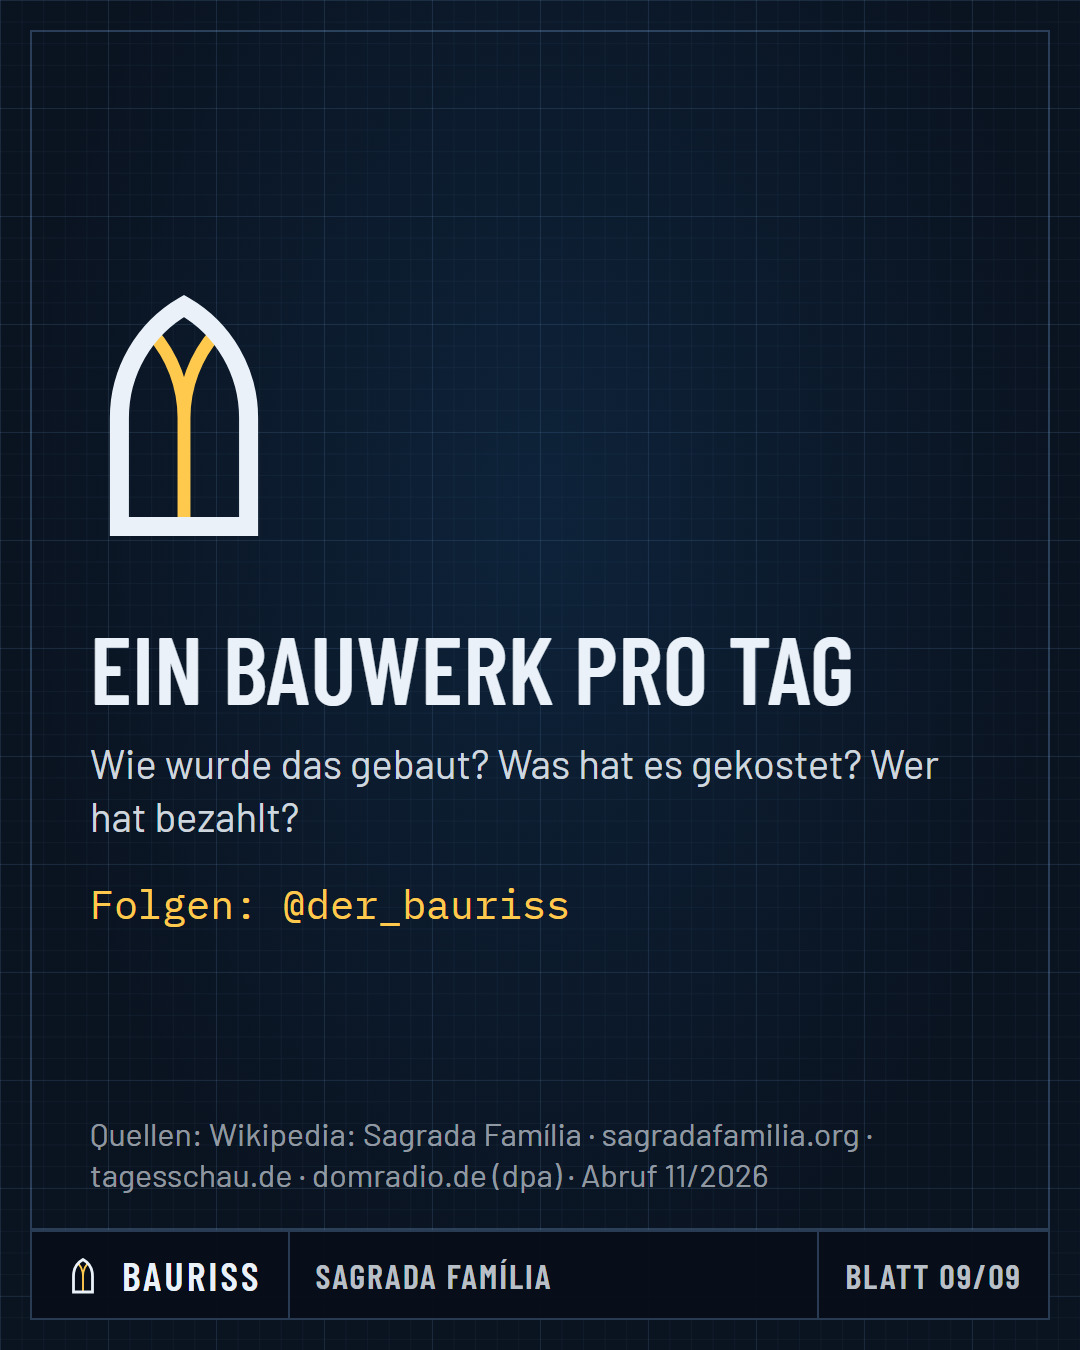 EIN BAUWERK PRO TAG
Wie wurde das gebaut? Was hat es gekostet? Wer
hat bezahlt?
Folgen: @der_bauriss
Quellen: Wikipedia: Sagrada Família · sagradafamilia.org ·
tagesschau.de · domradio.de (dpa) · Abruf 11/2026
BAURISS
SAGRADA FAMÍLIA
BLATT 09/09